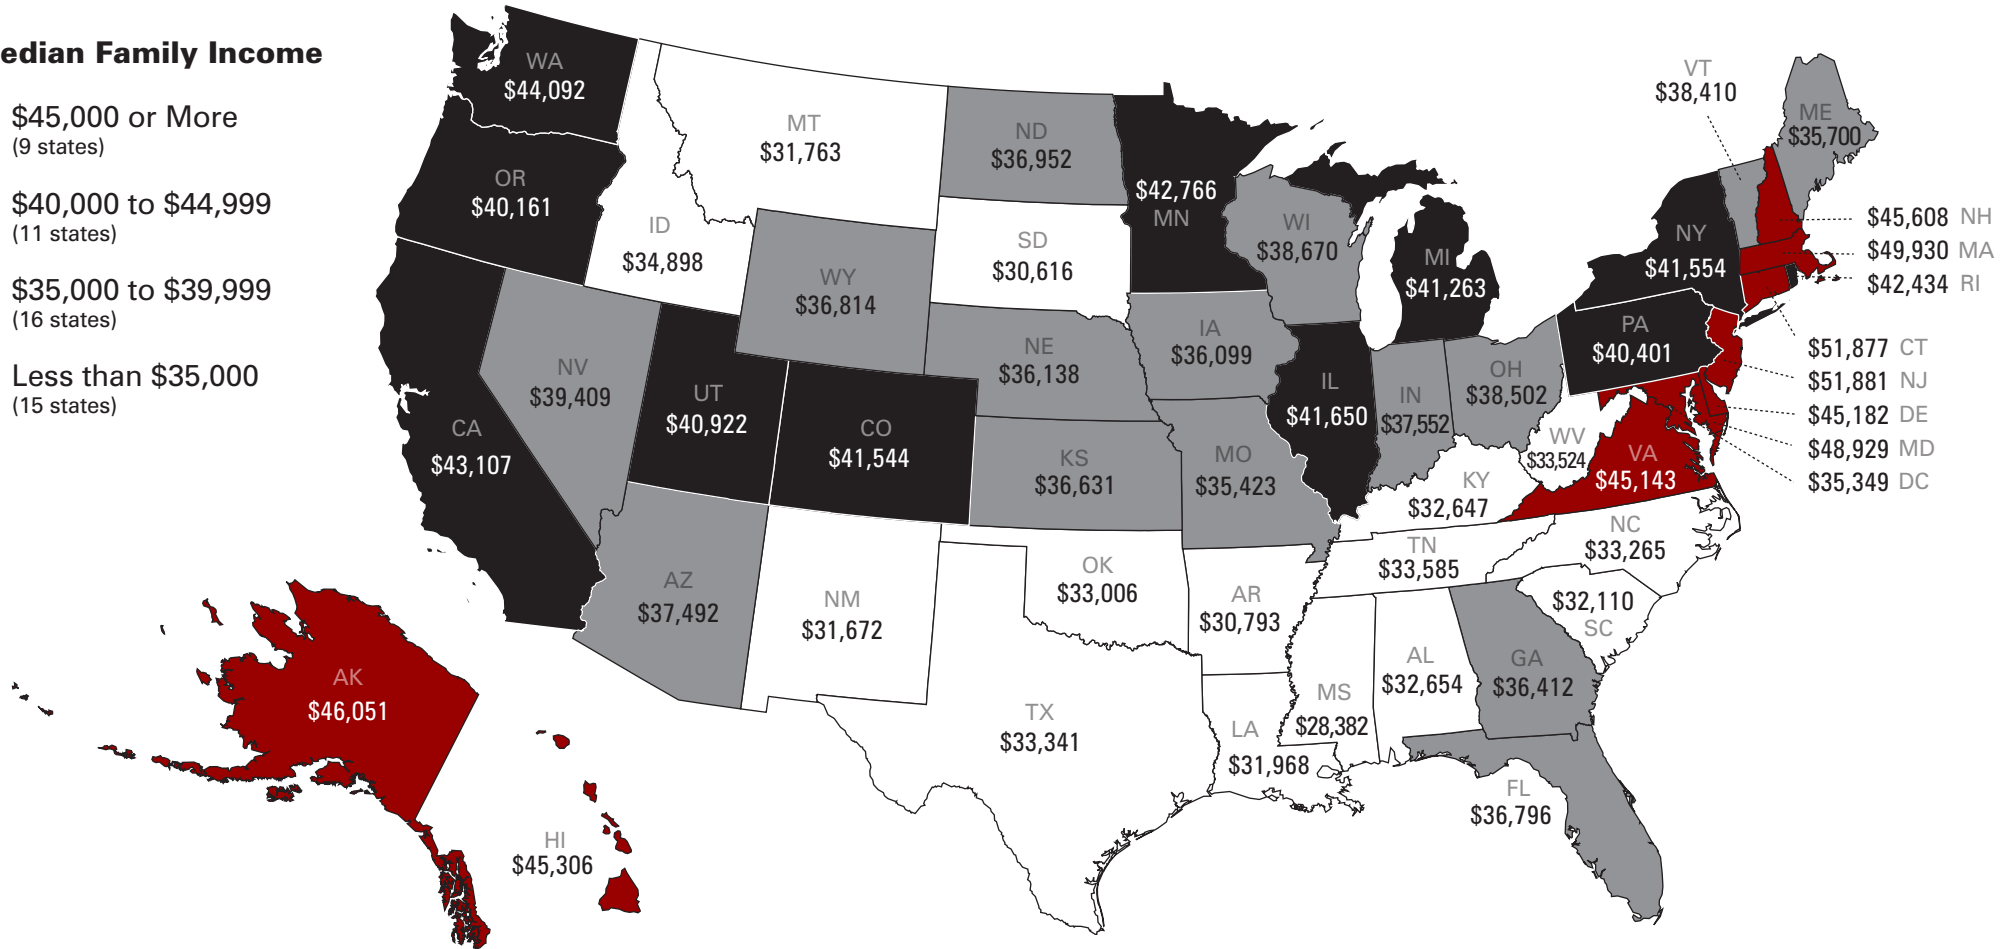 edian Family Income
$45,000 or More
(9 states)
$40,000 to $44,999
(11 states)
$35,000 to $39,999
(16 states)
Less than $35,000
(15 states)
WA
$44,092
OR
$40,161
CA
$43,107
ID
$34,898
NV
$39,409
MT
$31,763
WY
$36,814
UT
$40,922
CO
$41,544
AZ
$37,492
NM
$31,672
ND
$36,952
SD
$30,616
NE
$36,138
KS
$36,631
OK
$33,006
TX
$33,341
$42,766
MN
IA
$36,099
MO
$35,423
AR
$30,793
LA
$31,968
WI
$38,670
IL
$41,650
MI
$41,263
IN
$37,552
OH
$38,502
KY
$32,647
TN
$33,585
MS
$28,382
AL
$32,654
GA
$36,412
FL
$36,796
$32,110
SC
NC
$33,265
VA
$45,143
WV
$33,524
PA
$40,401
NY
$41,554
VT
$38,410
ME
$35,700
$45,608 NH
$49,930 MA
$42,434 RI
$51,877 CT
$51,881 NJ
$45,182 DE
$48,929 MD
$35,349 DC
AK
$46,051
HI
$45,306